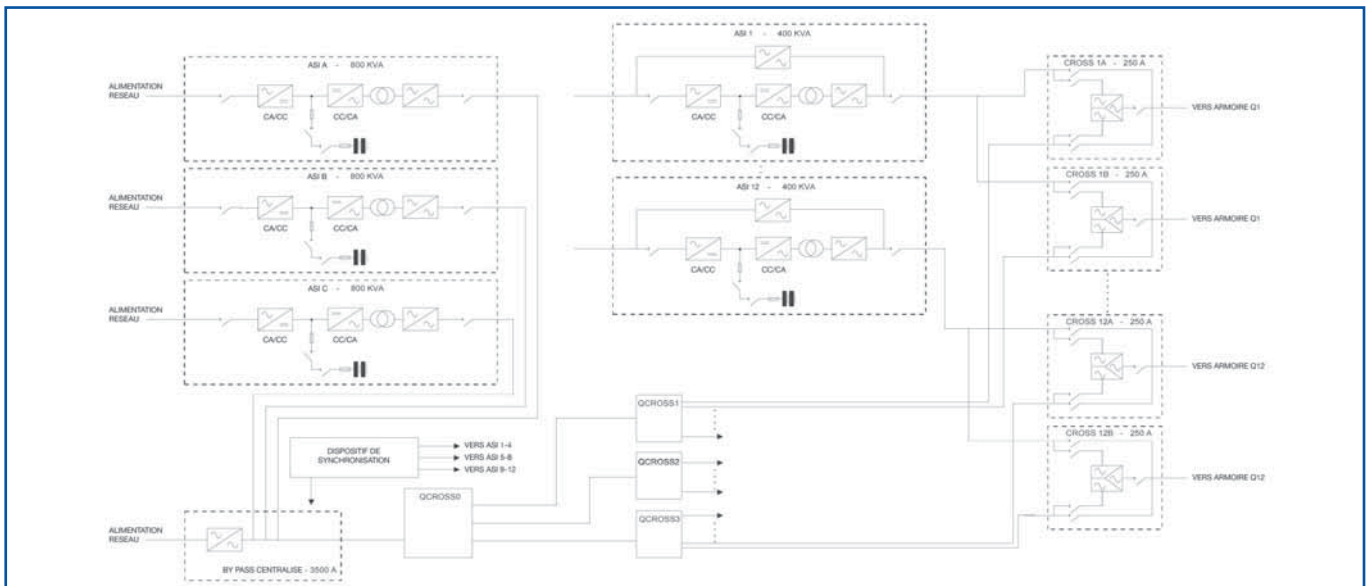 ASI A - 800 KVA
ALIMENTATION
RESEAU
CA/CC
CC/CA
ASI B - 800 KVA
ALIMENTATION
RESEAU
CA/CC
CC/CA
ASI C - 800 KVA
ALIMENTATION
RESEAU
CA/CC
CC/CA
ASI 1 - 400 KVA
CA/CC
CC/CA
ASI 12 - 400 KVA
CA/CC
CC/CA
CROSS 1A - 250 A
VERS ARMOIRE Q1
CROSS 1B - 250 A
VERS ARMOIRE Q1
CROSS 12A - 250 A
VERS ARMOIRE Q12
CROSS 12B - 250 A
VERS ARMOIRE Q12
DISPOSITIF DE
SYNCHRONISATION
VERS ASI 1-4
VERS ASI 5-8
VERS ASI 9-12
QCROSS0
QCROSS1
QCROSS2
QCROSS3
ALIMENTATION
RESEAU
BY PASS CENTRALISE - 3500 A